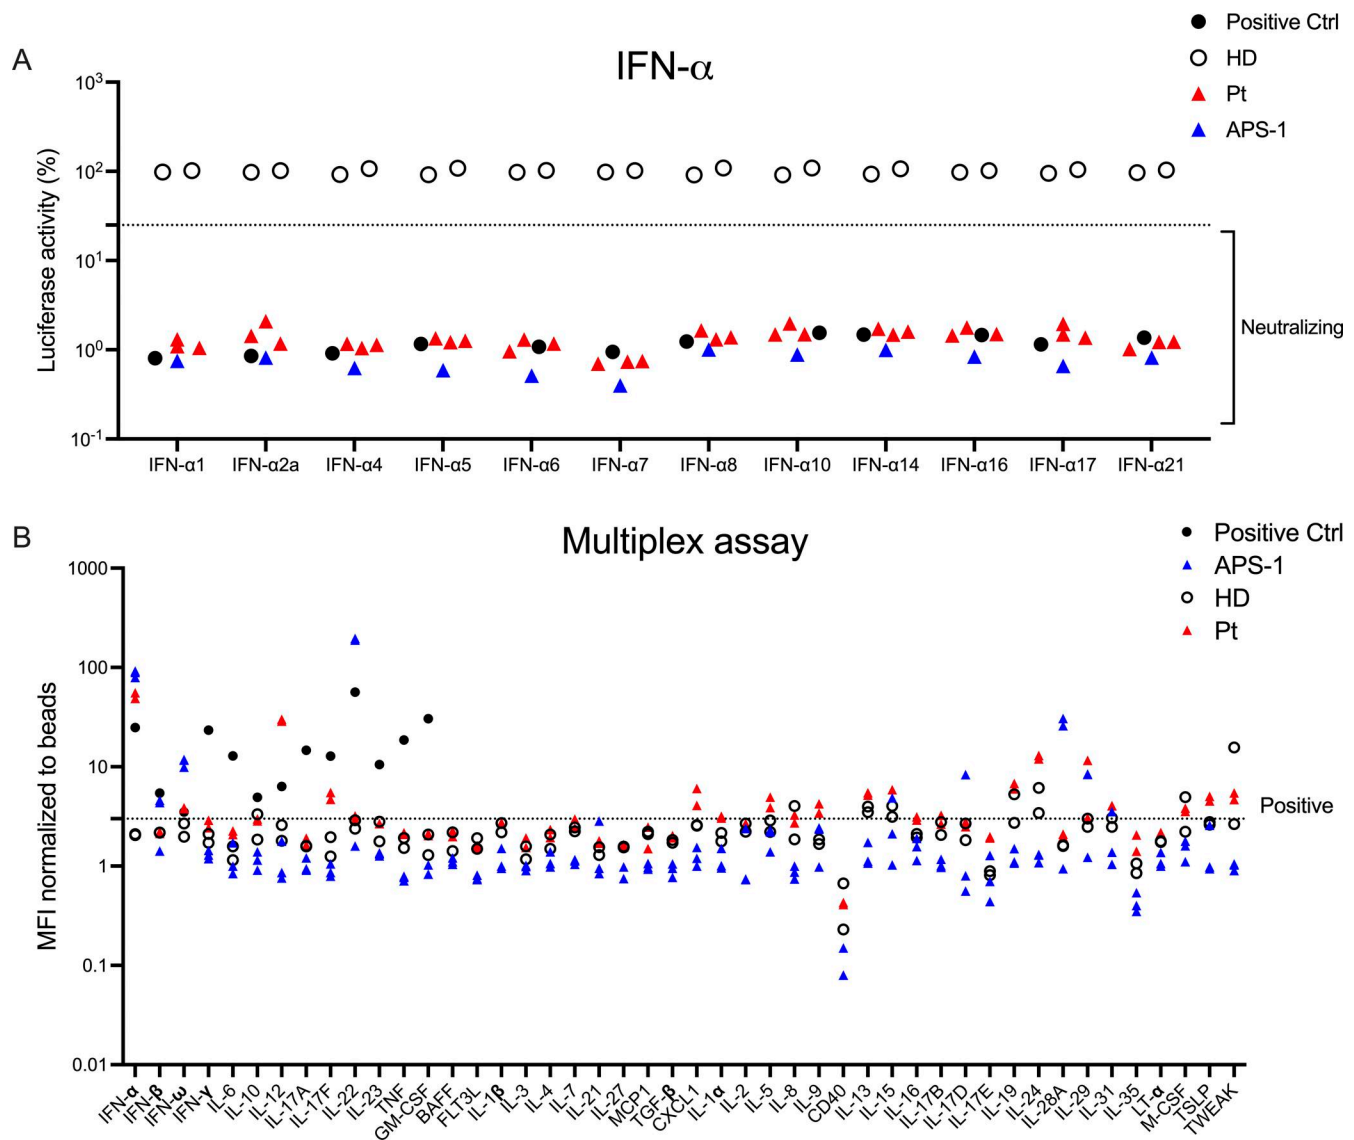 A
IFN-α
Positive Ctrl
HD
Pt
APS-1
Luciferase activity (%)
10³
10²
10¹
10⁰
10⁻¹
Neutralizing
IFN-α1 IFN-α2a IFN-α4 IFN-α5 IFN-α6 IFN-α7 IFN-α8 IFN-α10 IFN-α14 IFN-α16 IFN-α17 IFN-α21
B
Multiplex assay
Positive Ctrl
APS-1
HD
Pt
MFI normalized to beads
1000
100
10
1
0.1
0.01
Positive
IFN-α IFN-β IFN-ω IFN-γ IL-6 IL-10 IL-12 IL-17A IL-17F IL-22 IL-23 TNF GM-CSF BAFF FLT3L IL-1β IL-3 IL-4 IL-7 IL-21 IL-27 MCP1 TGF-β CXCL1 IL-1α IL-2 IL-5 IL-8 IL-9 CD40 IL-13 IL-15 IL-16 IL-17B IL-17D IL-17E IL-19 IL-24 IL-28A IL-29 IL-31 IL-35 LT-α M-CSF TSLP TWEAK